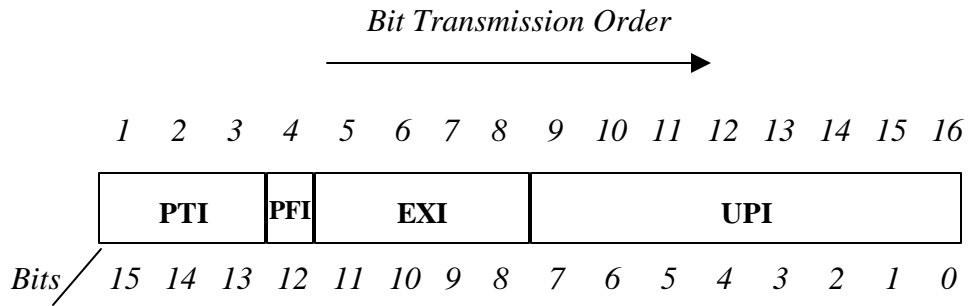 Bit Transmission Order
1 2 3 4 5 6 7 8 9 10 11 12 13 14 15 16
PTI PFI EXI UPI
Bits 15 14 13 12 11 10 9 8 7 6 5 4 3 2 1 0